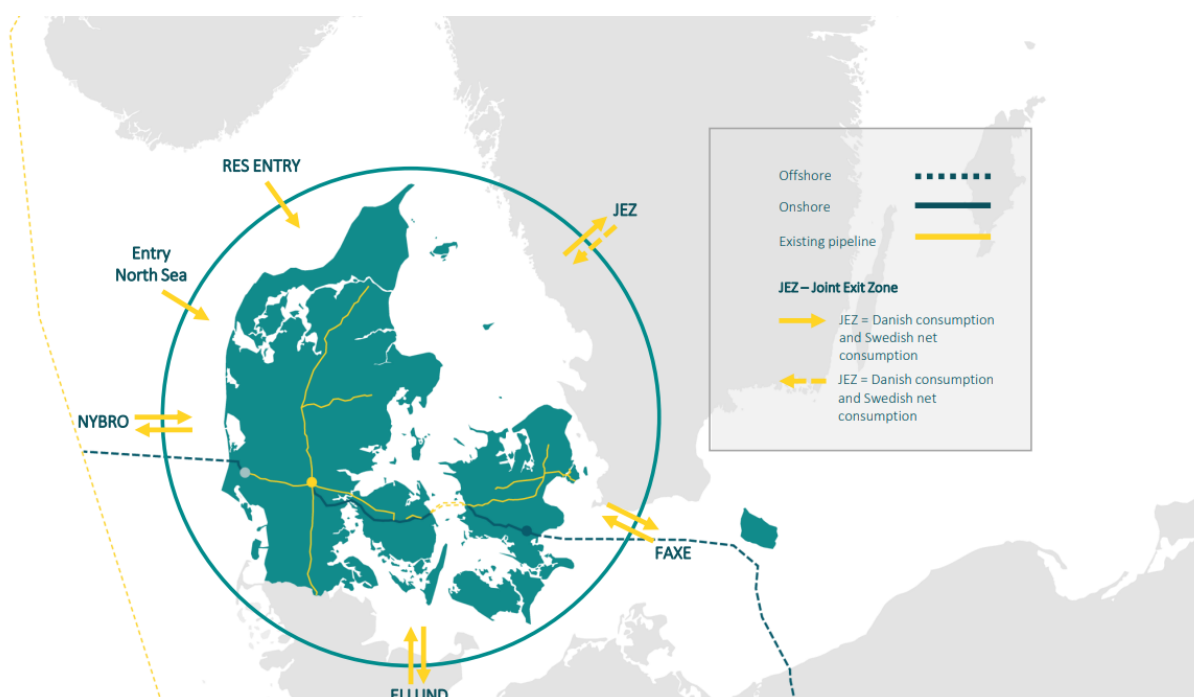 RES ENTRY
JEZ
Entry
North Sea
NYBRO
FAXE
ELLUND
Offshore
Onshore
Existing pipeline
JEZ – Joint Exit Zone
JEZ = Danish consumption
and Swedish net
consumption
JEZ = Danish consumption
and Swedish net
consumption